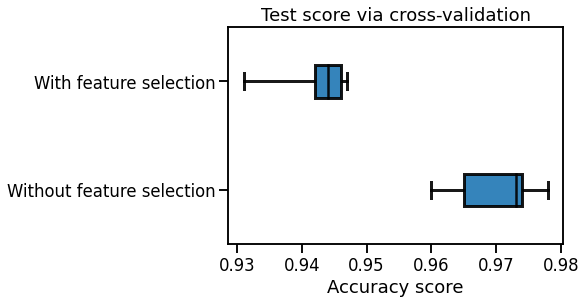 Test score via cross-validation
With feature selection
Without feature selection
0.93 0.94 0.95 0.96 0.97 0.98
Accuracy score